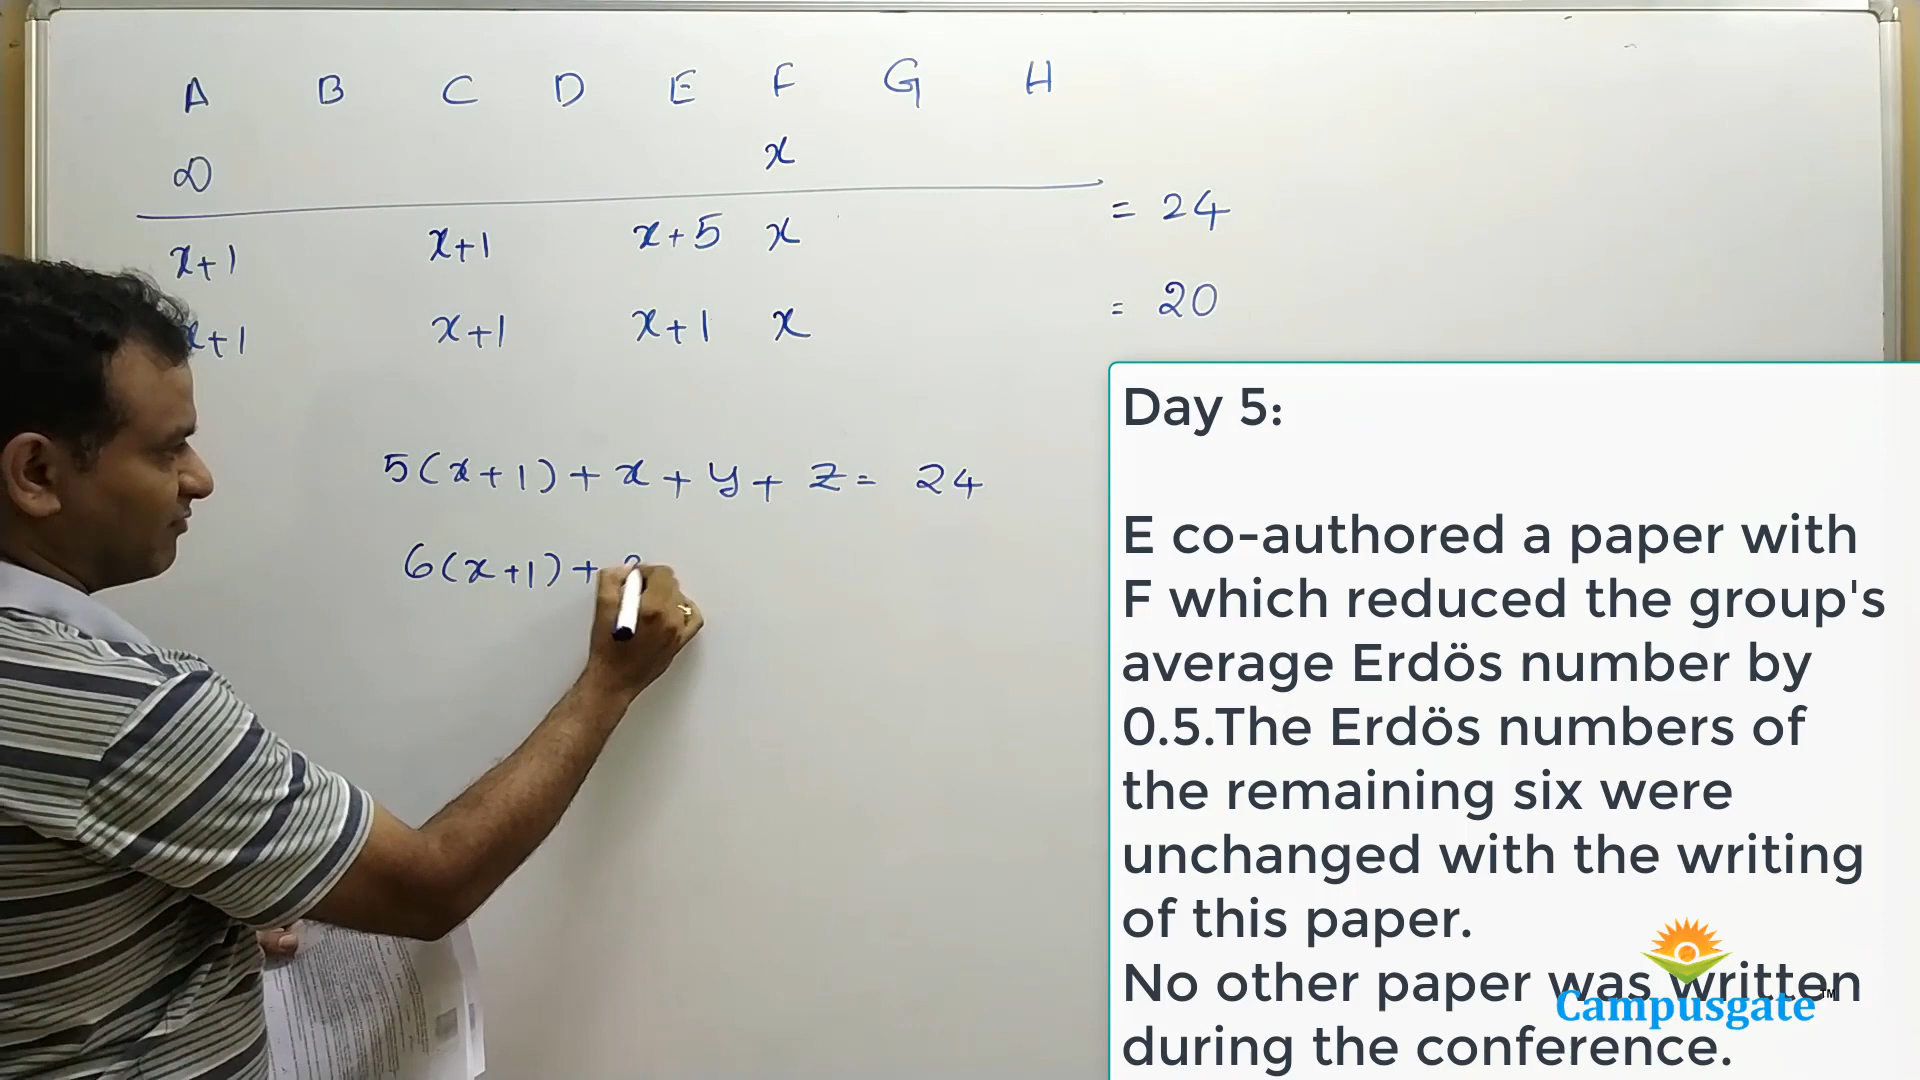 A B C D E F G H
∞ x
x+1 x+1 x+5 x = 24
x+1 x+1 x+1 x = 20
5(x+1)+x+y+z= 24
6(x+1)+
Day 5:
E co-authored a paper with
F which reduced the group's
average Erdös number by
0.5.The Erdös numbers of
the remaining six were
unchanged with the writing
of this paper.
No other paper was written
during the conference.
Campusgate™